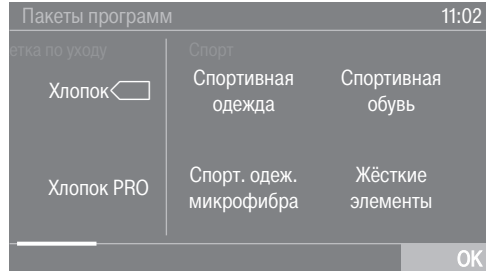 Пакеты программ 11:02
етка по уходу Спорт
Хлопок
Спортивная
одежда
Спортивная
обувь
Хлопок PRO
Спорт. одеж.
микрофибра
Жёсткие
элементы
OK